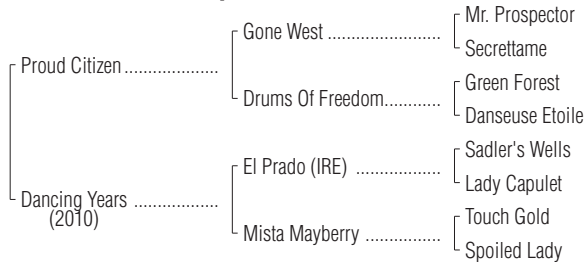 Mr. Prospector
Gone West ........................
Secrettame
Proud Citizen ....................
Green Forest
Drums Of Freedom............
Danseuse Etoile
Sadler's Wells
El Prado (IRE) ..................
Lady Capulet
Dancing Years ..................
(2010)
Touch Gold
Mista Mayberry ................
Spoiled Lady